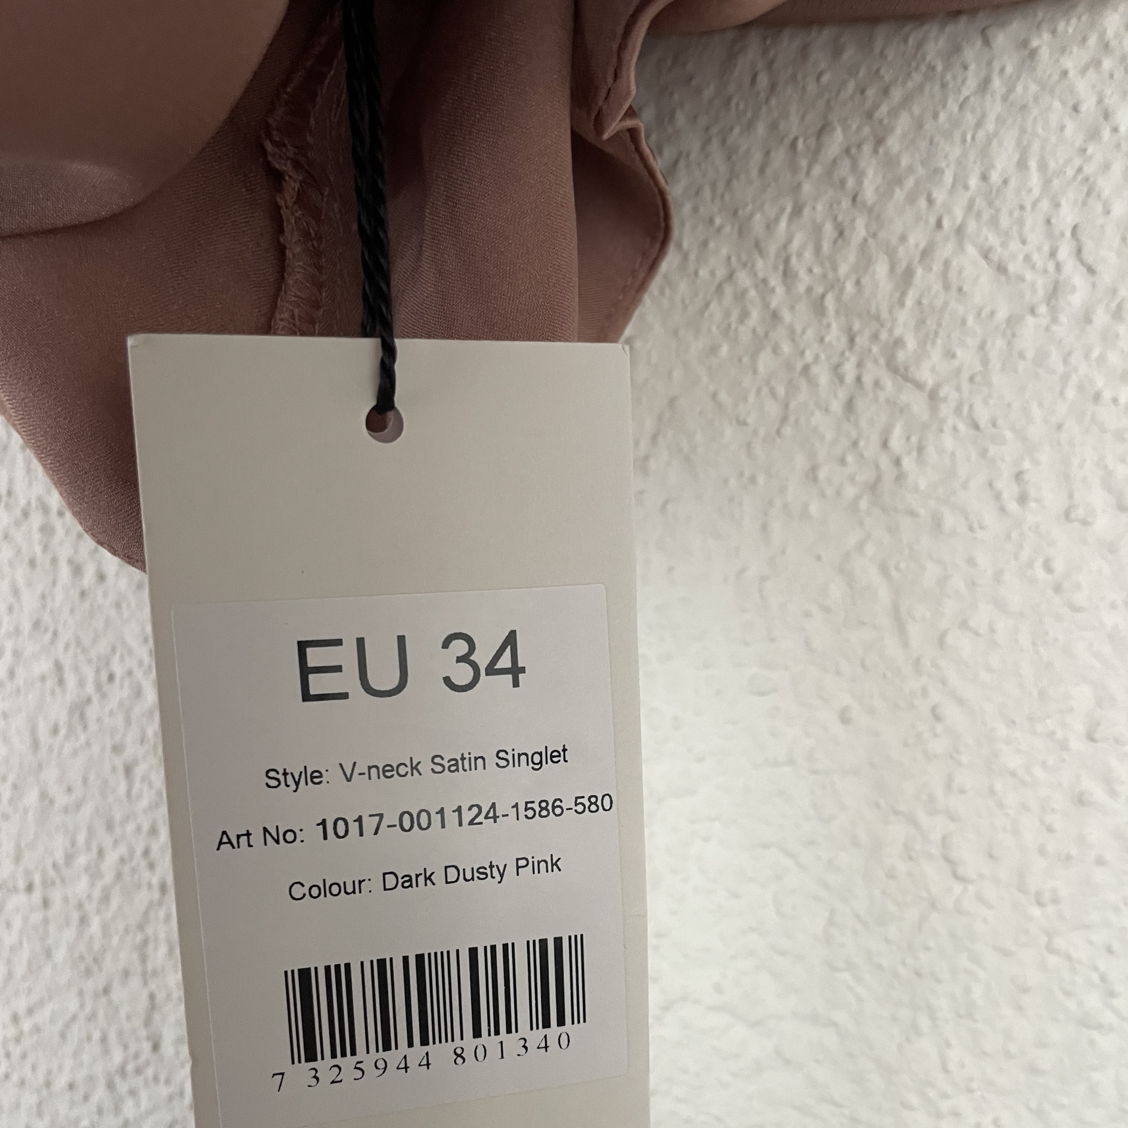 EU 34
Style: V-neck Satin Singlet
Art No: 1017-001124-1586-580
Colour: Dark Dusty Pink
7 325944 801340